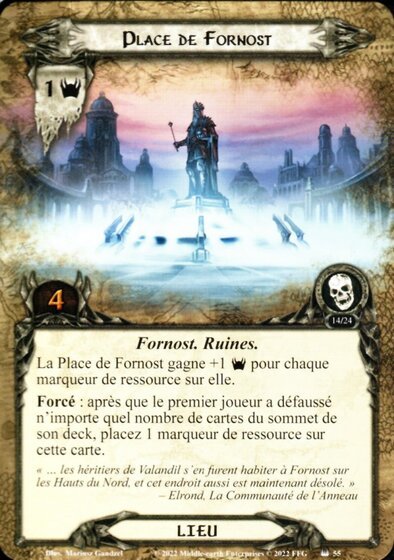 Place de Fornost
1
4
14/24
Fornost. Ruines.
La Place de Fornost gagne +1 pour chaque
marqueur de ressource sur elle.
Forcé : après que le premier joueur a défaussé
n'importe quel nombre de cartes du sommet de
son deck, placez 1 marqueur de ressource sur
cette carte.
« ... les héritiers de Valandil s'en furent habiter à Fornost sur
les Hauts du Nord, et cet endroit aussi est maintenant désolé. »
– Elrond, La Communauté de l'Anneau
LIEU
Illus. Mariusz Gandzel © 2022 Middle-earth Enterprises © 2022 FFG 55